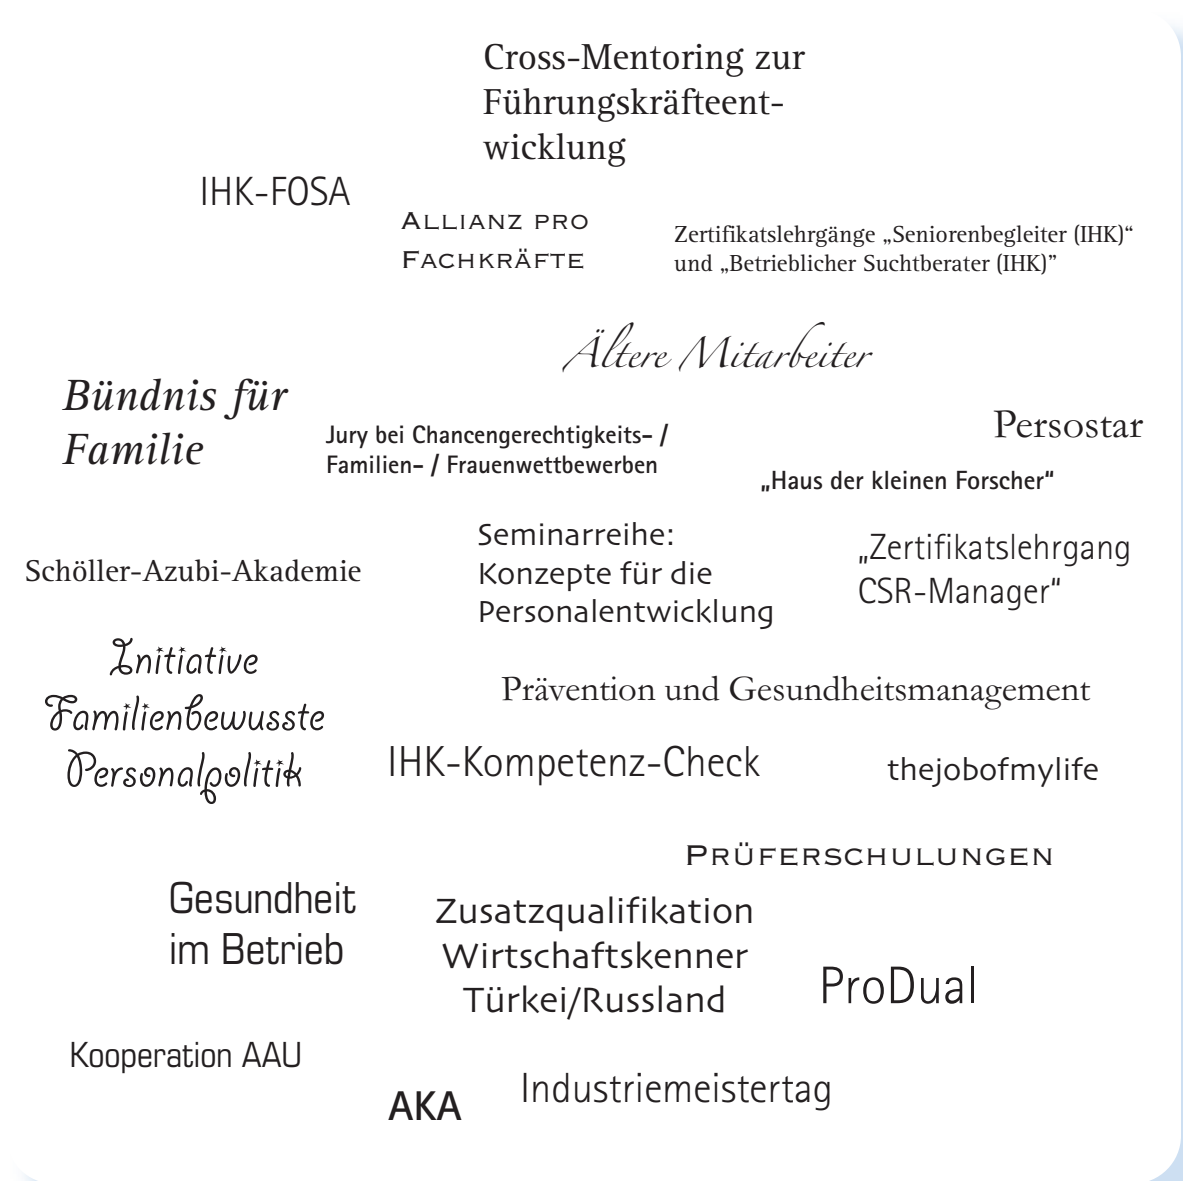 Cross-Mentoring zur
Führungskräfteent-
wicklung
IHK-FOSA
ALLIANZ PRO
FACHKRÄFTE
Zertifikatslehrgänge „Seniorenbegleiter (IHK)“
und „Betrieblicher Suchtberater (IHK)”
Ältere Mitarbeiter
Bündnis für
Familie
Jury bei Chancengerechtigkeits- /
Familien- / Frauenwettbewerben
Persostar
„Haus der kleinen Forscher“
Seminarreihe:
Konzepte für die
Personalentwicklung
„Zertifikatslehrgang
CSR-Manager“
Schöller-Azubi-Akademie
Initiative
Familienbewusste
Personalpolitik
Prävention und Gesundheitsmanagement
IHK-Kompetenz-Check
thejobofmylife
PRÜFERSCHULUNGEN
Gesundheit
im Betrieb
Zusatzqualifikation
Wirtschaftskenner
Türkei/Russland
ProDual
Kooperation AAU
AKA
Industriemeistertag